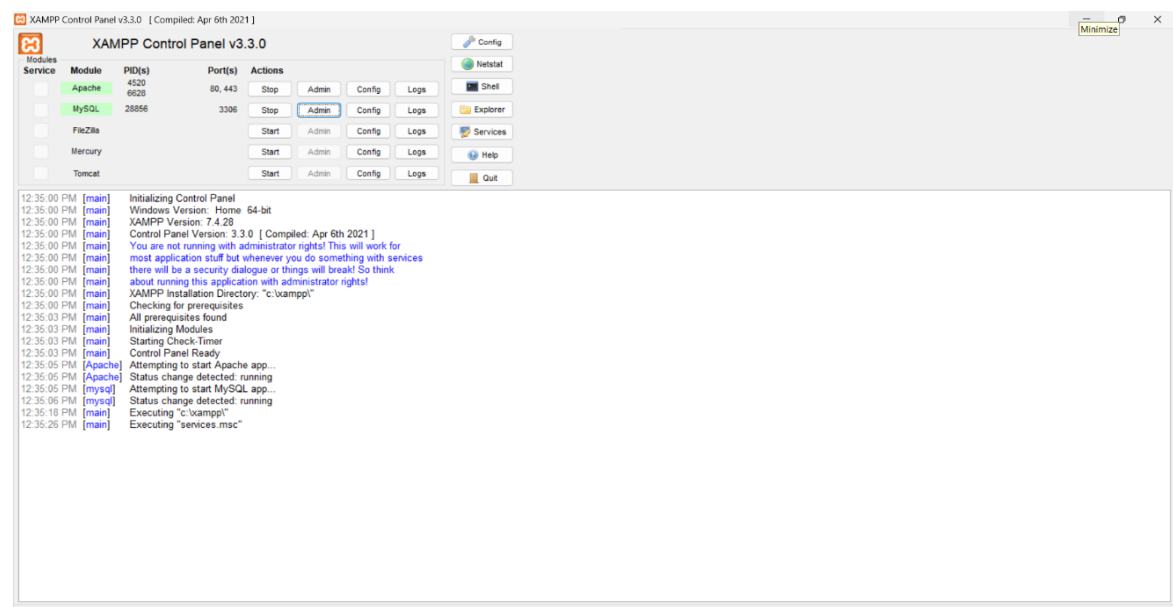 XAMPP Control Panel v3.3.0 [ Compiled: Apr 6th 2021 ]
Minimize
XAMPP Control Panel v3.3.0
Config
Modules
Service Module PID(s) Port(s) Actions
Netstat
Apache 4520 6628 80, 443 Stop Admin Config Logs
Shell
MySQL 28856 3306 Stop Admin Config Logs
Explorer
FileZilla Start Admin Config Logs
Services
Mercury Start Admin Config Logs
Help
Tomcat Start Admin Config Logs
Quit
12:35:00 PM [main] Initializing Control Panel
12:35:00 PM [main] Windows Version: Home 64-bit
12:35:00 PM [main] XAMPP Version: 7.4.28
12:35:00 PM [main] Control Panel Version: 3.3.0 [ Compiled: Apr 6th 2021 ]
12:35:00 PM [main] You are not running with administrator rights! This will work for
12:35:00 PM [main] most application stuff but whenever you do something with services
12:35:00 PM [main] there will be a security dialogue or things will break! So think
12:35:00 PM [main] about running this application with administrator rights!
12:35:00 PM [main] XAMPP Installation Directory: "c:\xampp\"
12:35:00 PM [main] Checking for prerequisites
12:35:03 PM [main] All prerequisites found
12:35:03 PM [main] Initializing Modules
12:35:03 PM [main] Starting Check-Timer
12:35:03 PM [main] Control Panel Ready
12:35:05 PM [Apache] Attempting to start Apache app...
12:35:05 PM [Apache] Status change detected: running
12:35:05 PM [mysql] Attempting to start MySQL app...
12:35:06 PM [mysql] Status change detected: running
12:35:18 PM [main] Executing "c:\xampp\"
12:35:26 PM [main] Executing "services.msc"